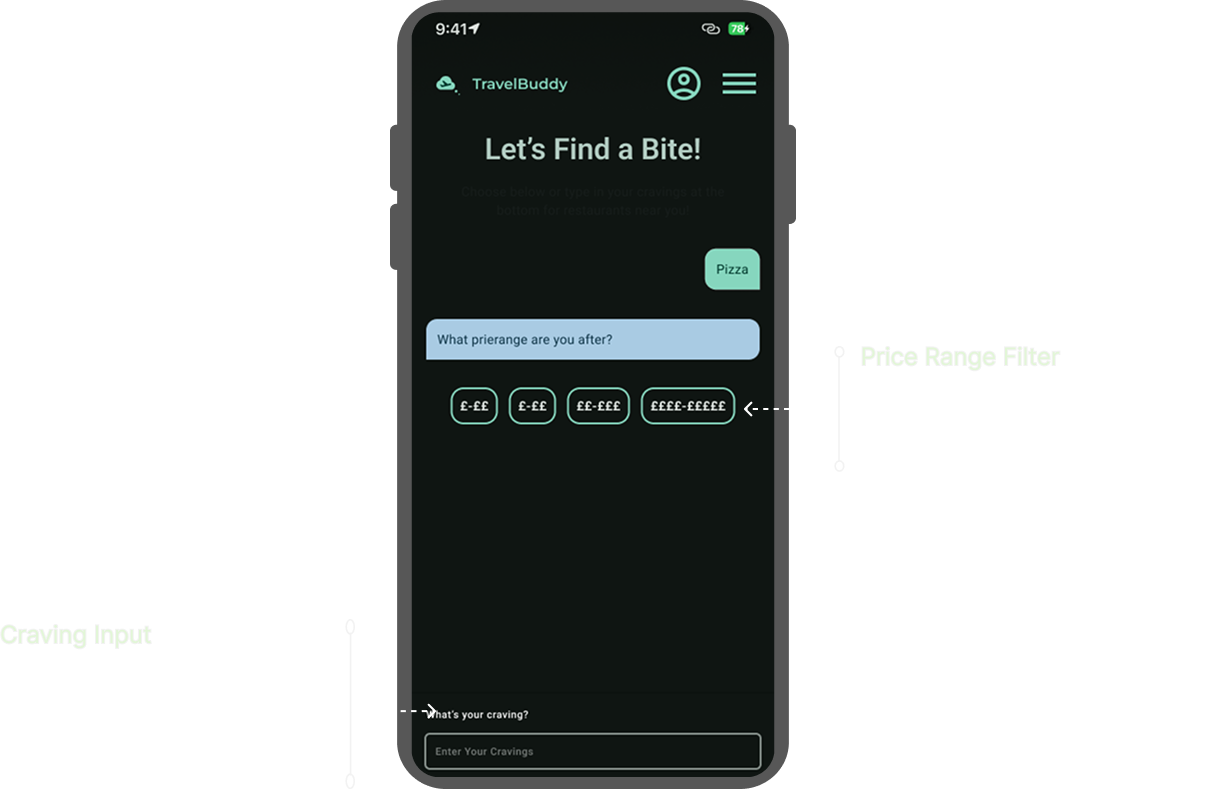 9:41
78
TravelBuddy
Let's Find a Bite!
Choose below or type in your cravings at the
bottom for restaurants near you!
Pizza
What prierange are you after?
Price Range Filter
£-££
£-££
££-£££
££££-£££££
Craving Input
What's your craving?
Enter Your Cravings